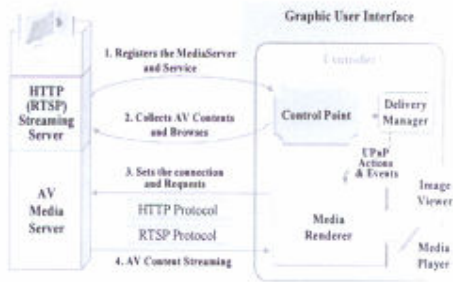 Graphic User Interface
Controller
1. Registers the MediaServer
and Service
HTTP
(RTSP)
Streaming
Server
2. Collects AV Contents
and Browses
Control Point
Delivery
Manager
UPnP
Actions
& Events
3. Sets the connection
and Requests
HTTP Protocol
RTSP Protocol
4. AV Content Streaming
AV
Media
Server
Media
Renderer
Image
Viewer
Media
Player